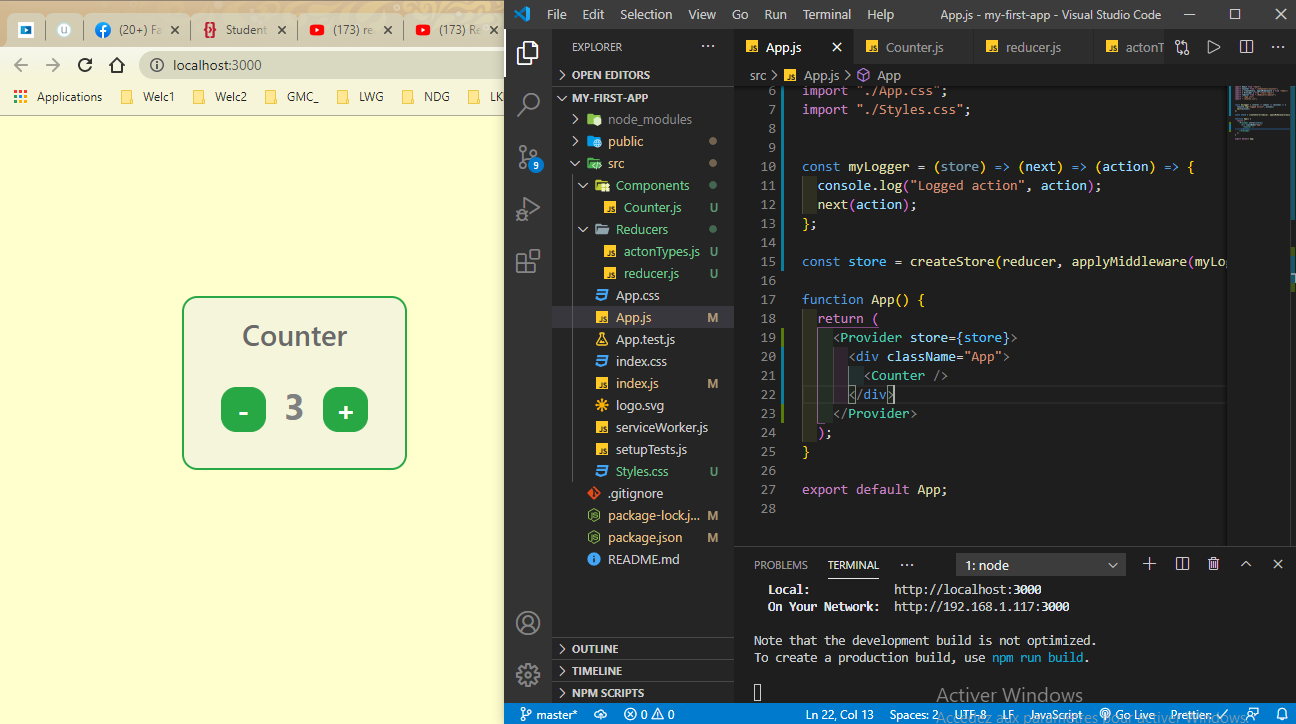 (20+) Fa
Student
(173) re
(173) Re
localhost:3000
Applications
Welc1
Welc2
GMC_
LWG
NDG
LK
Counter
- 3 +
File Edit Selection View Go Run Terminal Help
App.js - my-first-app - Visual Studio Code
EXPLORER
OPEN EDITORS
MY-FIRST-APP
node_modules
public
src
Components
Counter.js U
Reducers
actonTypes.js U
reducer.js U
App.css
App.js M
App.test.js
index.css
index.js M
logo.svg
serviceWorker.js
setupTests.js
Styles.css U
.gitignore
package-lock.j... M
package.json M
README.md
OUTLINE
TIMELINE
NPM SCRIPTS
9
App.js
Counter.js
reducer.js
actonT
src > App.js > App
6 import "./App.css";
7 import "./Styles.css";
8
9
10 const myLogger = (store) => (next) => (action) => {
11 console.log("Logged action", action);
12 next(action);
13 };
14
15 const store = createStore(reducer, applyMiddleware(myLo
16
17 function App() {
18 return (
19 <Provider store={store}>
20 <div className="App">
21 <Counter />
22 </div>
23 </Provider>
24 );
25 }
26
27 export default App;
28
PROBLEMS TERMINAL ... 1: node
Local: http://localhost:3000
On Your Network: http://192.168.1.117:3000
Note that the development build is not optimized.
To create a production build, use npm run build.
Activer Windows
Accédez aux paramètres pour activer Windows.
master* 0 0 Ln 22, Col 13 Spaces: 2 UTF-8 LF JavaScript Go Live Prettier: ✓